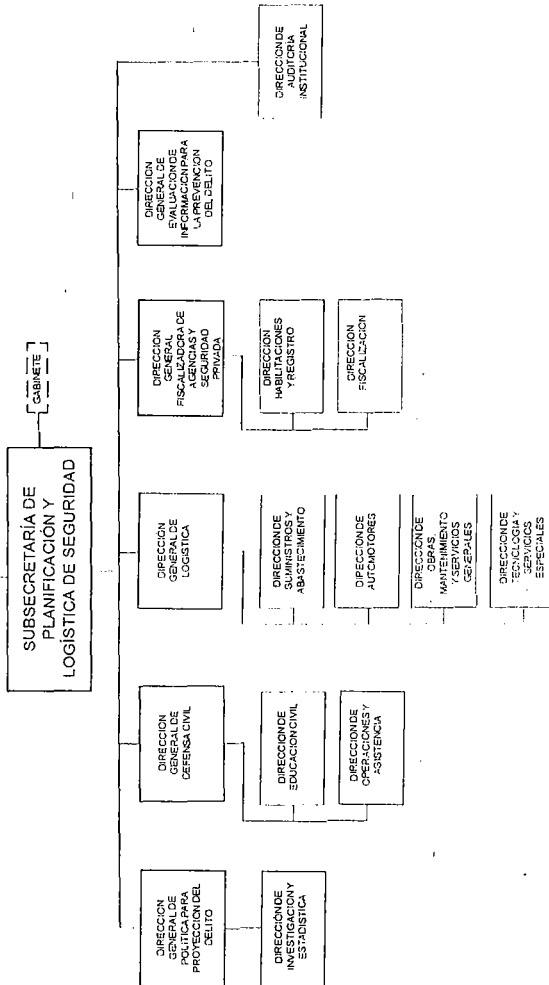 SUBSECRETARÍA DE
PLANIFICACIÓN Y
LOGÍSTICA DE SEGURIDAD
GABINETE
DIRECCION
GENERAL DE
POLITICA PARA
PROYECCION DEL
DELITO
DIRECCION DE
INVESTIGACION Y
ESTADISTICA
DIRECCION
GENERAL DE
DEFENSA CIVIL
DIRECCION DE
EDUCACION CIVIL
DIRECCION DE
OPERACIONES Y
ASISTENCIA
DIRECCION
GENERAL DE
LOGISTICA
DIRECCION DE
SUMINISTROS Y
ABASTECIMIENTO
DIRECCION DE
AUTOMOTORES
DIRECCION DE
OBRAS,
MANTENIMIENTO
Y SERVICIOS
GENERALES
DIRECCION DE
TECNOLOGIA Y
SERVICIOS
ESPECIALES
DIRECCION
GENERAL
FISCALIZADORA DE
AGENCIAS Y
SEGURIDAD
PRIVADA
DIRECCION
HABILITACIONES
Y REGISTRO
DIRECCION
FISCALIZACION
DIRECCION
GENERAL DE
EVALUACION DE
INFORMACION PARA
LA PREVENCION
DEL DELITO
DIRECCION DE
AUDITORÍA
INSTITUCIONAL